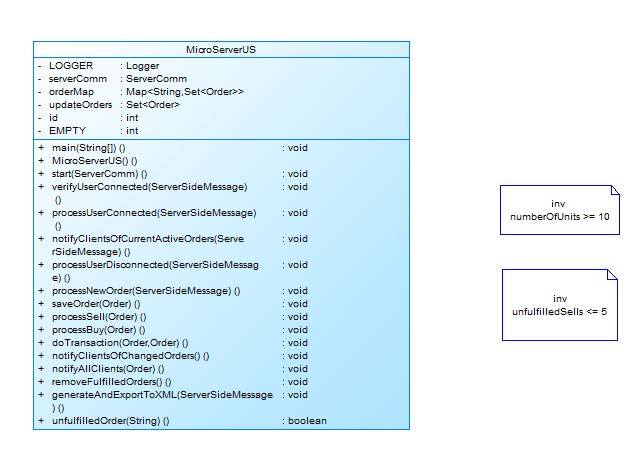 MicroServerUS
- LOGGER : Logger
- serverComm : ServerComm
- orderMap : Map<String,Set<Order>>
- updateOrders : Set<Order>
- id : int
- EMPTY : int
+ main(String[]) () : void
+ MicroServerUS() ()
+ start(ServerComm) () : void
+ verifyUserConnected(ServerSideMessage) : void
()
+ processUserConnected(ServerSideMessage) : void
()
+ notifyClientsOfCurrentActiveOrders(Serve : void
rSideMessage) ()
+ processUserDisconnected(ServerSideMessag : void
e) ()
+ processNewOrder(ServerSideMessage) () : void
+ saveOrder(Order) () : void
+ processSell(Order) () : void
+ processBuy(Order) () : void
+ doTransaction(Order,Order) () : void
+ notifyClientsOfChangedOrders() () : void
+ notifyAllClients(Order) () : void
+ removeFulfilledOrders() () : void
+ generateAndExportToXML(ServerSideMessage : void
) ()
+ unfulfilledOrder(String) () : boolean
inv
numberOfUnits >= 10
inv
unfulfilledSells <= 5